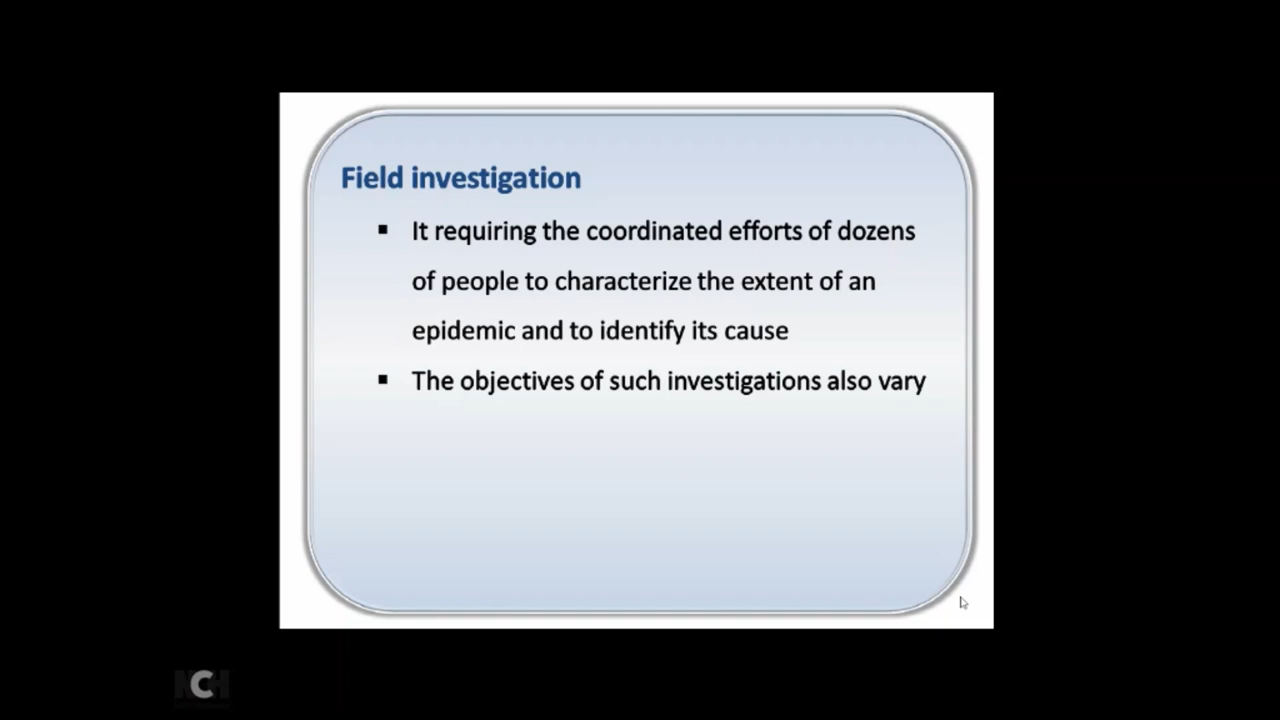 Field investigation
▪ It requiring the coordinated efforts of dozens
of people to characterize the extent of an
epidemic and to identify its cause
▪ The objectives of such investigations also vary
NCH